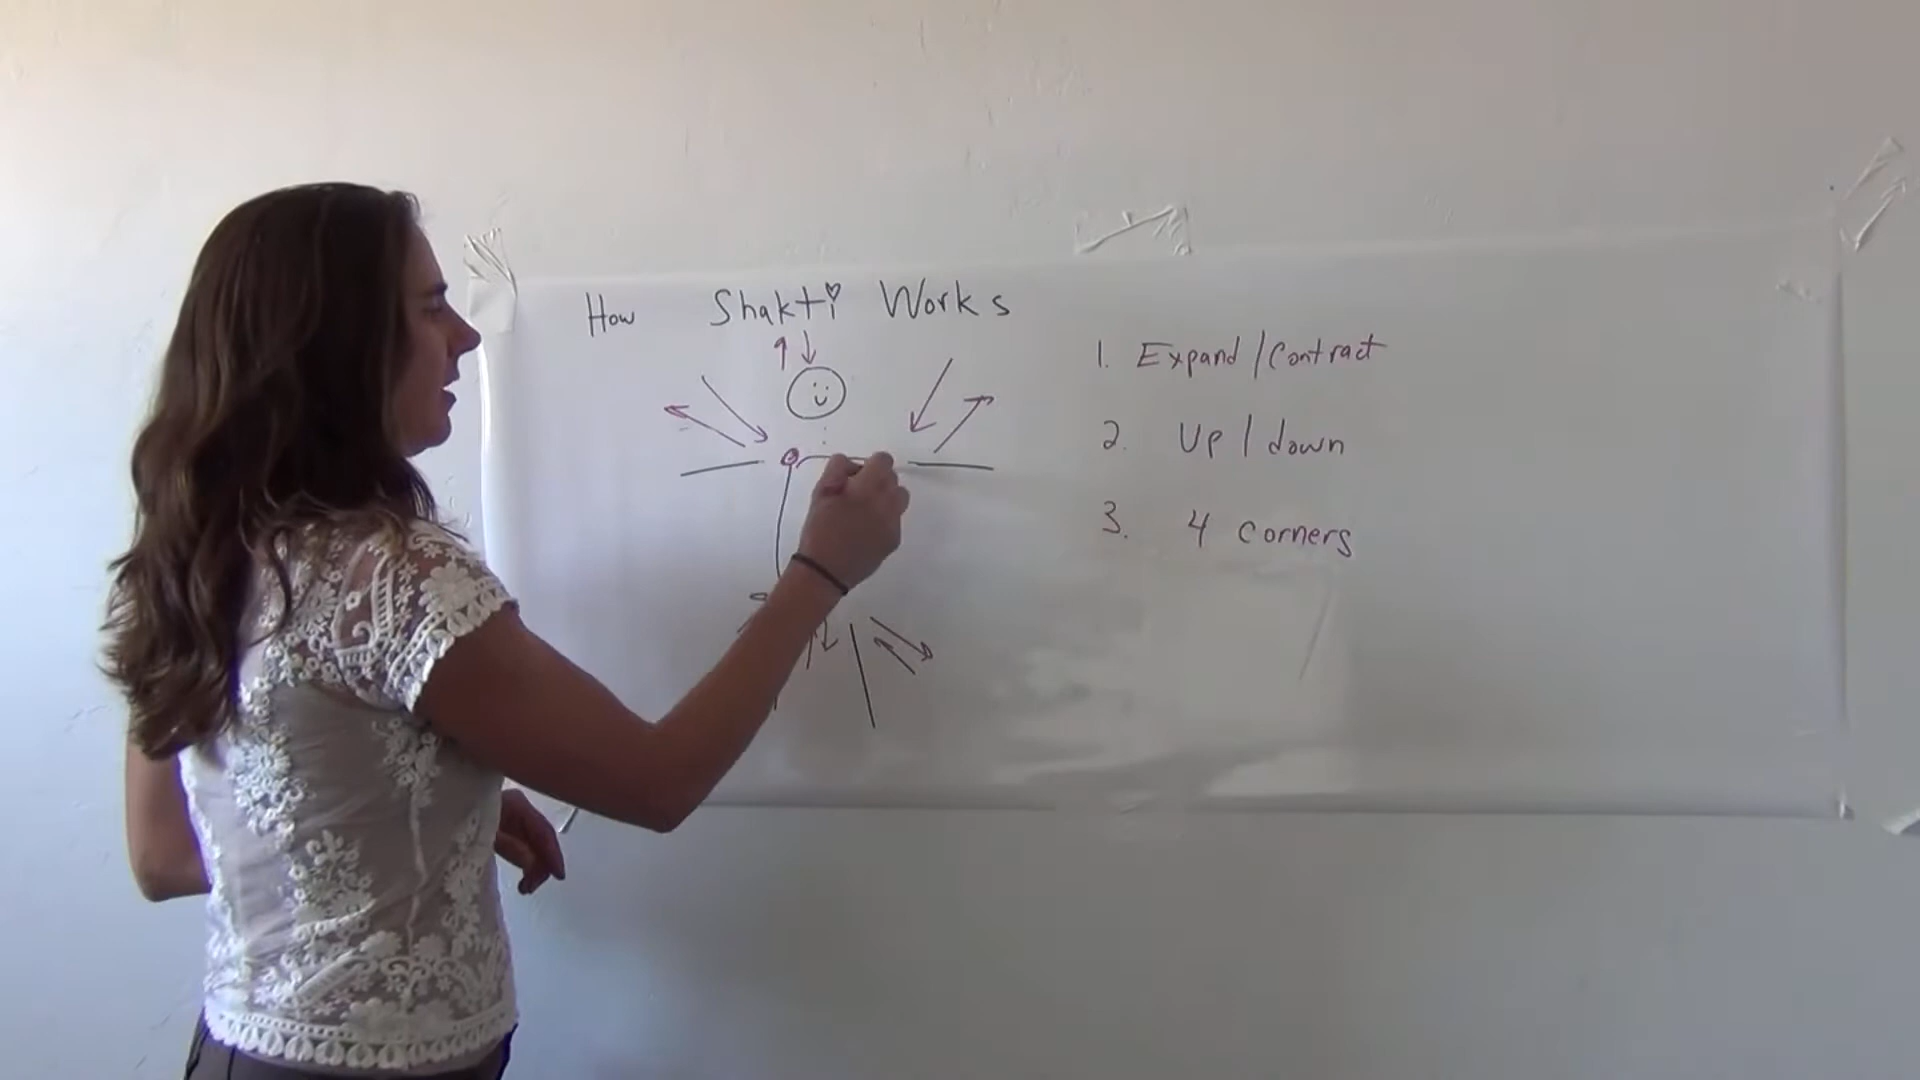 How Shakti Works
1. Expand/Contract
2. Up/down
3. 4 corners